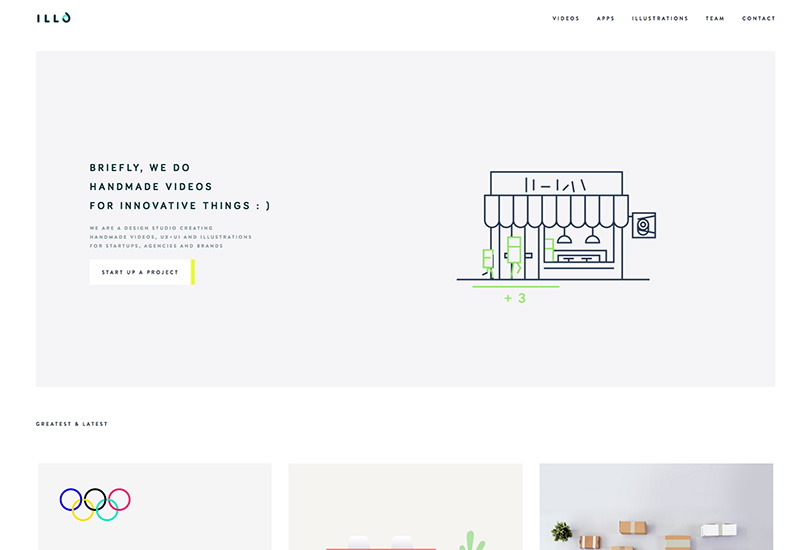 ILLO
VIDEOS APPS ILLUSTRATIONS TEAM CONTACT
BRIEFLY, WE DO
HANDMADE VIDEOS
FOR INNOVATIVE THINGS : )
WE ARE A DESIGN STUDIO CREATING
HANDMADE VIDEOS, UX+UI AND ILLUSTRATIONS
FOR STARTUPS, AGENCIES AND BRANDS
START UP A PROJECT
+ 3
GREATEST & LATEST